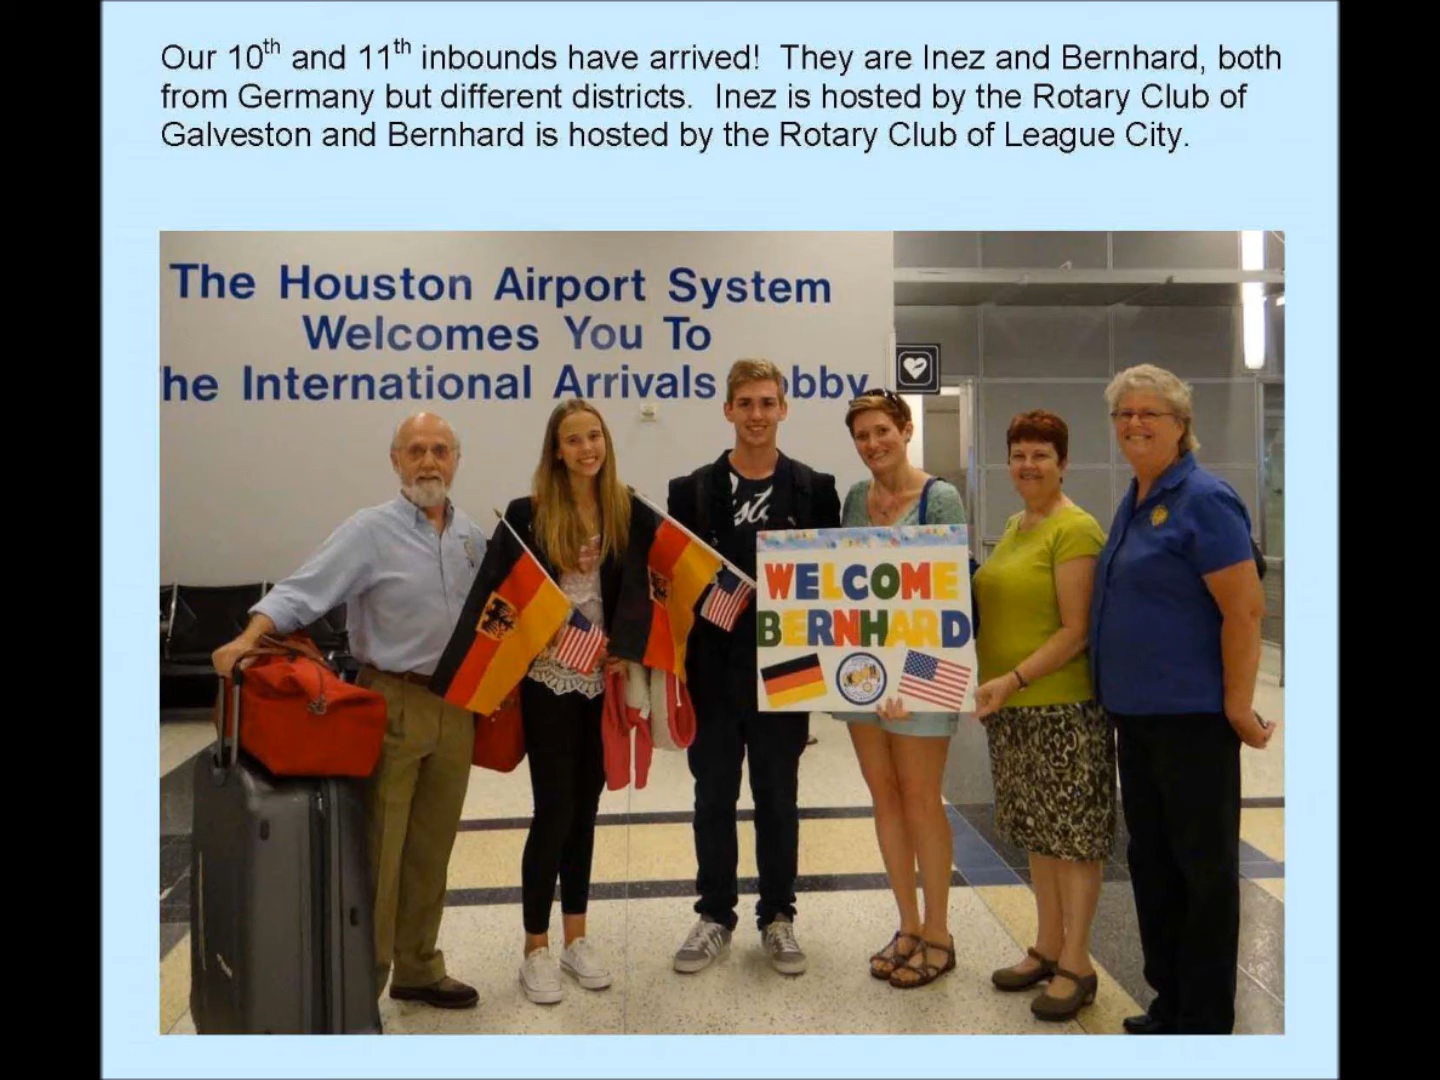 Our 10th and 11th inbounds have arrived! They are Inez and Bernhard, both
from Germany but different districts. Inez is hosted by the Rotary Club of
Galveston and Bernhard is hosted by the Rotary Club of League City.
The Houston Airport System
Welcomes You To
he International Arrivals obby
WELCOME
BERNHARD